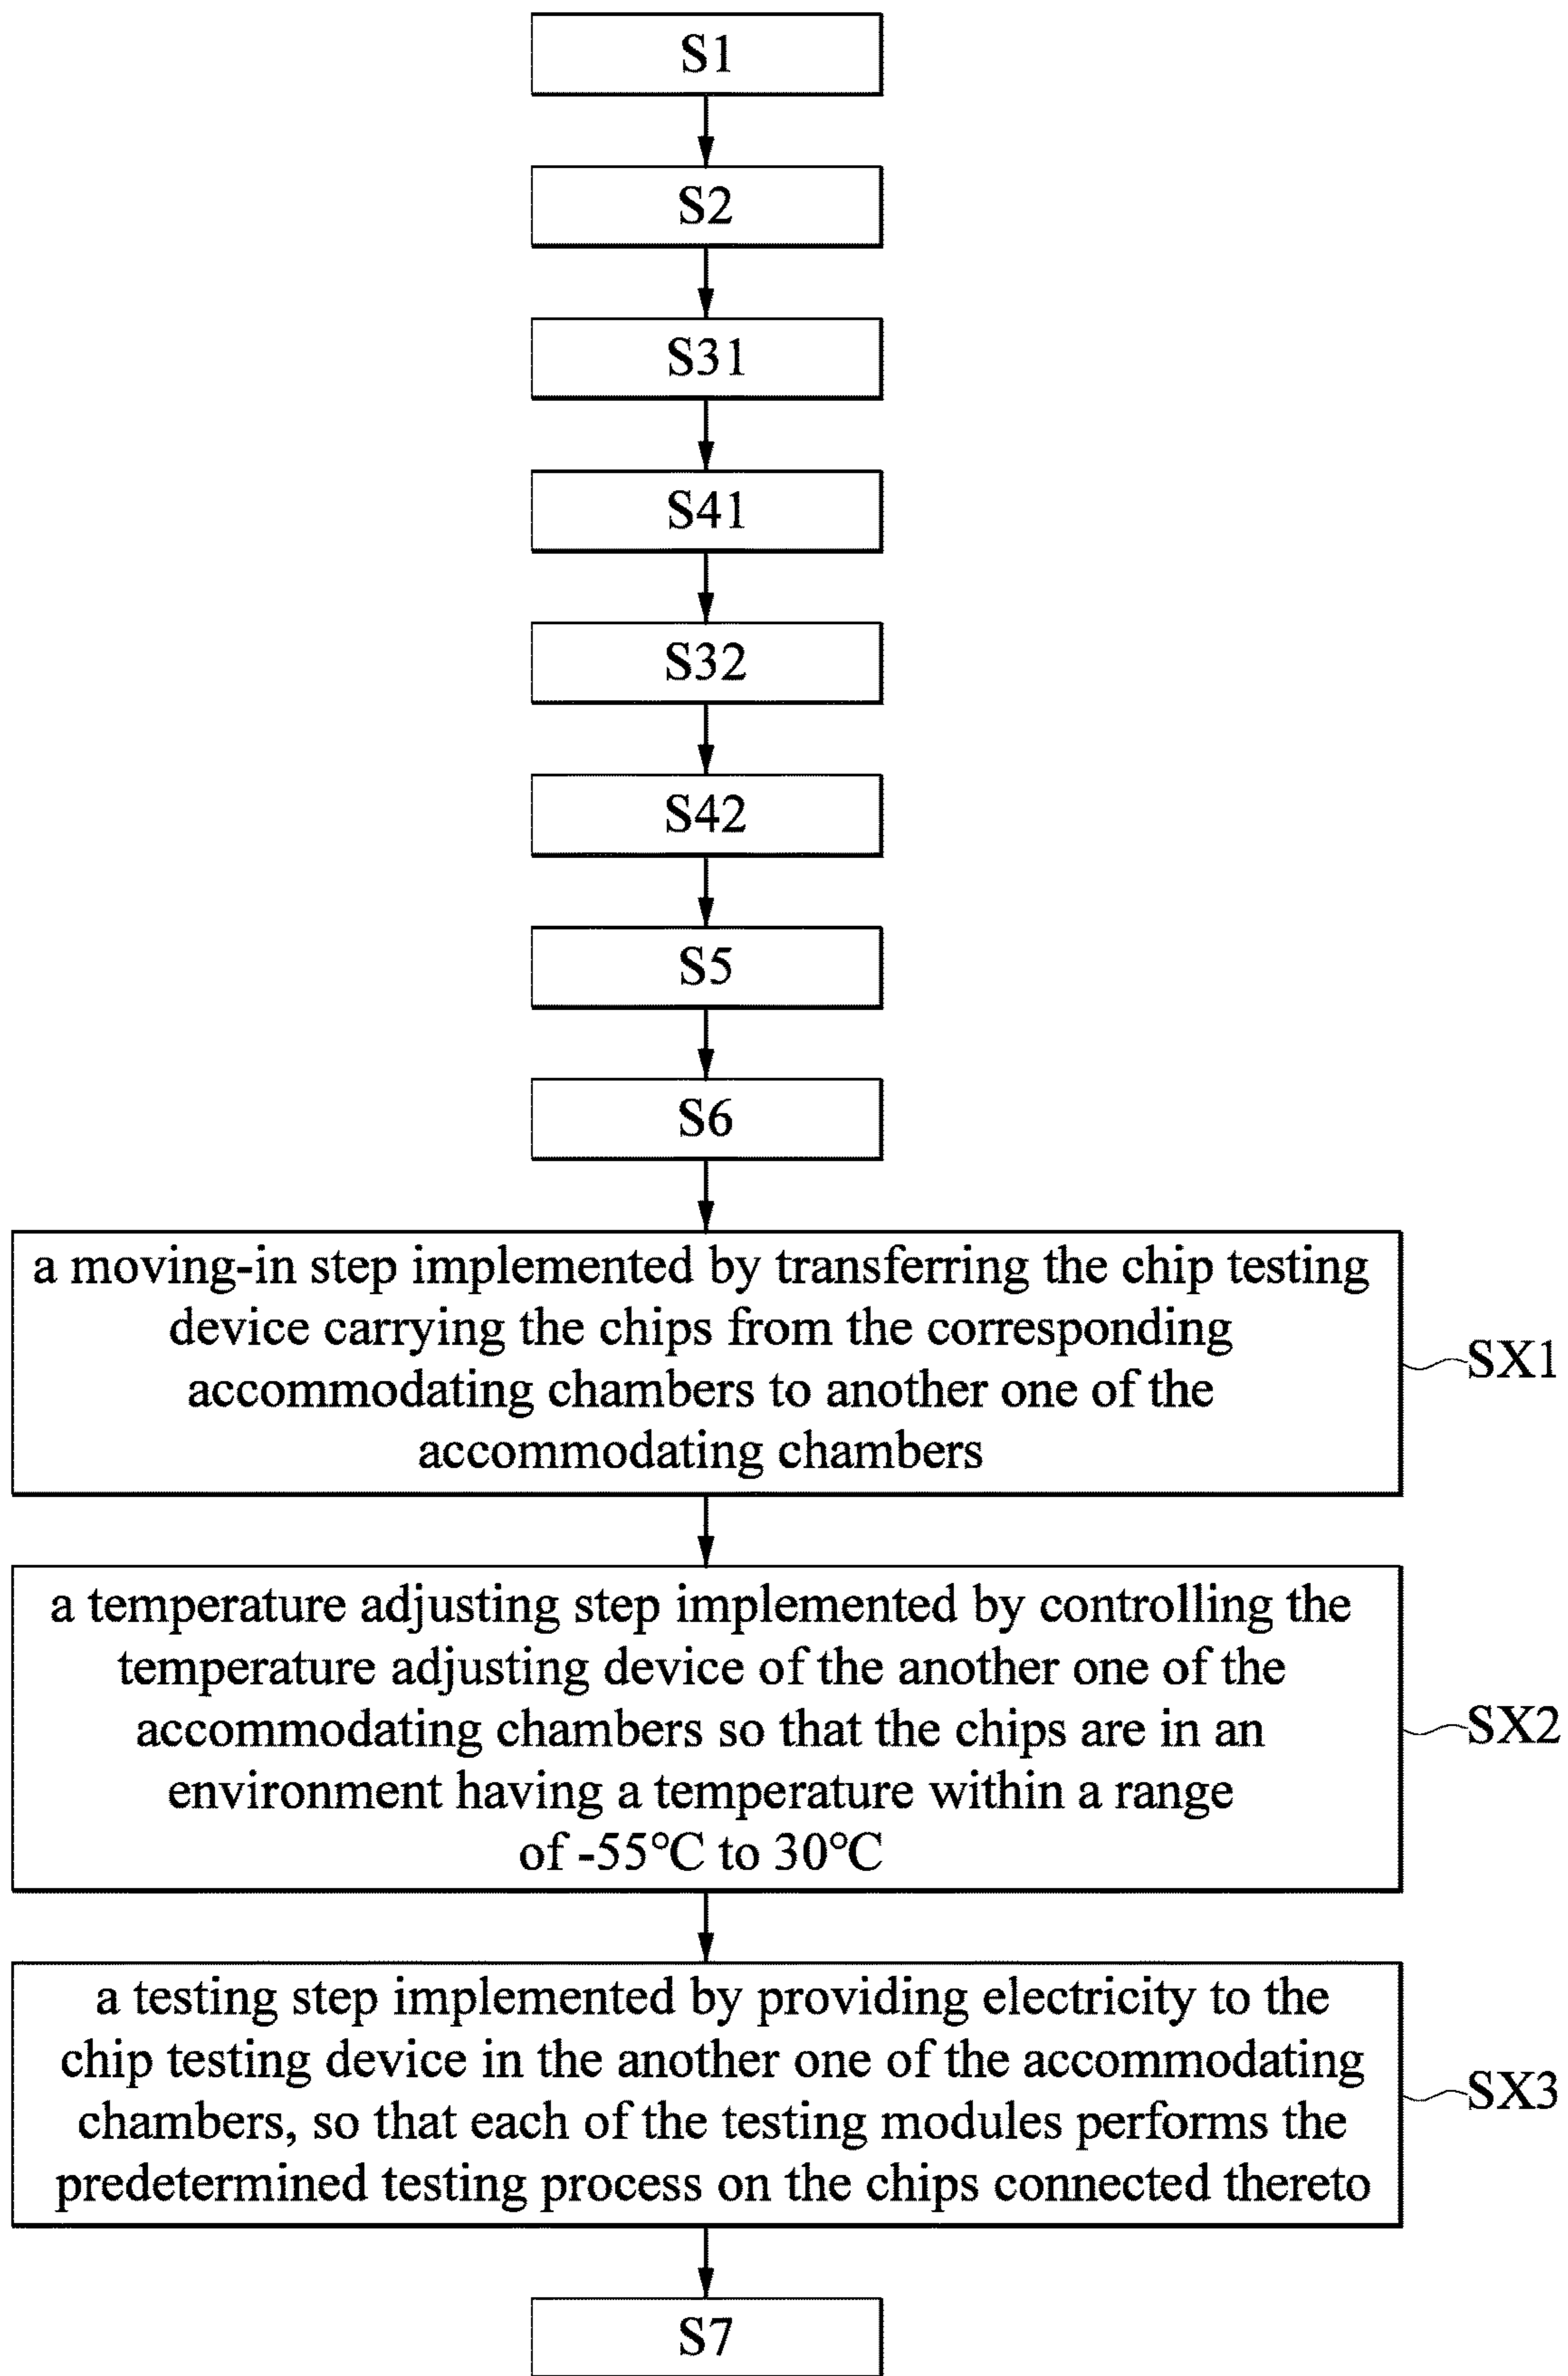 S1
S2
S31
S41
S32
S42
S5
S6
a moving-in step implemented by transferring the chip testing
device carrying the chips from the corresponding
accommodating chambers to another one of the
accommodating chambers
SX1
a temperature adjusting step implemented by controlling the
temperature adjusting device of the another one of the
accommodating chambers so that the chips are in an
environment having a temperature within a range
of -55°C to 30°C
SX2
a testing step implemented by providing electricity to the
chip testing device in the another one of the accommodating
chambers, so that each of the testing modules performs the
predetermined testing process on the chips connected thereto
SX3
S7